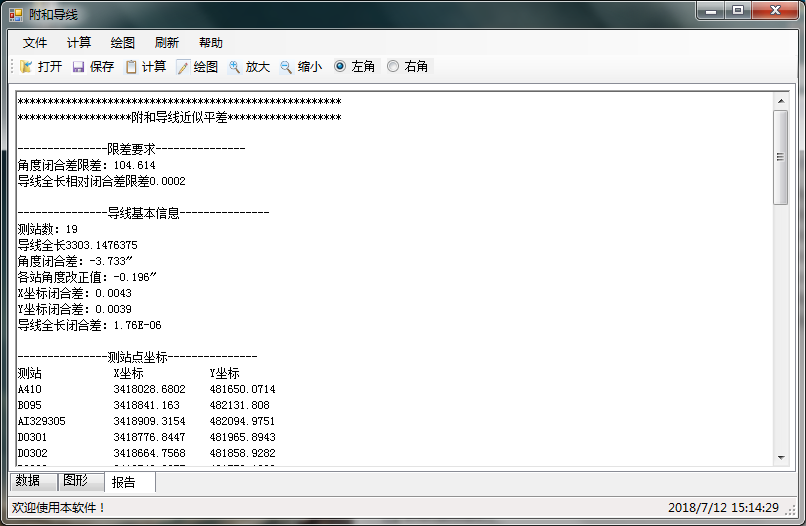 附和导线
文件 计算 绘图 刷新 帮助
打开 保存 计算 绘图 放大 缩小 左角 右角
******************************************************
*******************附和导线近似平差*******************
---------------限差要求---------------
角度闭合差限差：104.614
导线全长相对闭合差限差0.0002
---------------导线基本信息---------------
测站数：19
导线全长3303.1476375
角度闭合差：-3.733″
各站角度改正值：-0.196″
X坐标闭合差：0.0043
Y坐标闭合差：0.0039
导线全长闭合差：1.76E-06
---------------测站点坐标---------------
测站 X坐标 Y坐标
A410 3418028.6802 481650.0714
B095 3418841.163 482131.808
AI329305 3418909.3154 482094.9751
D0301 3418776.8447 481965.8943
D0302 3418664.7568 481858.9282
数据 图形 报告
欢迎使用本软件！ 2018/7/12 15:14:29